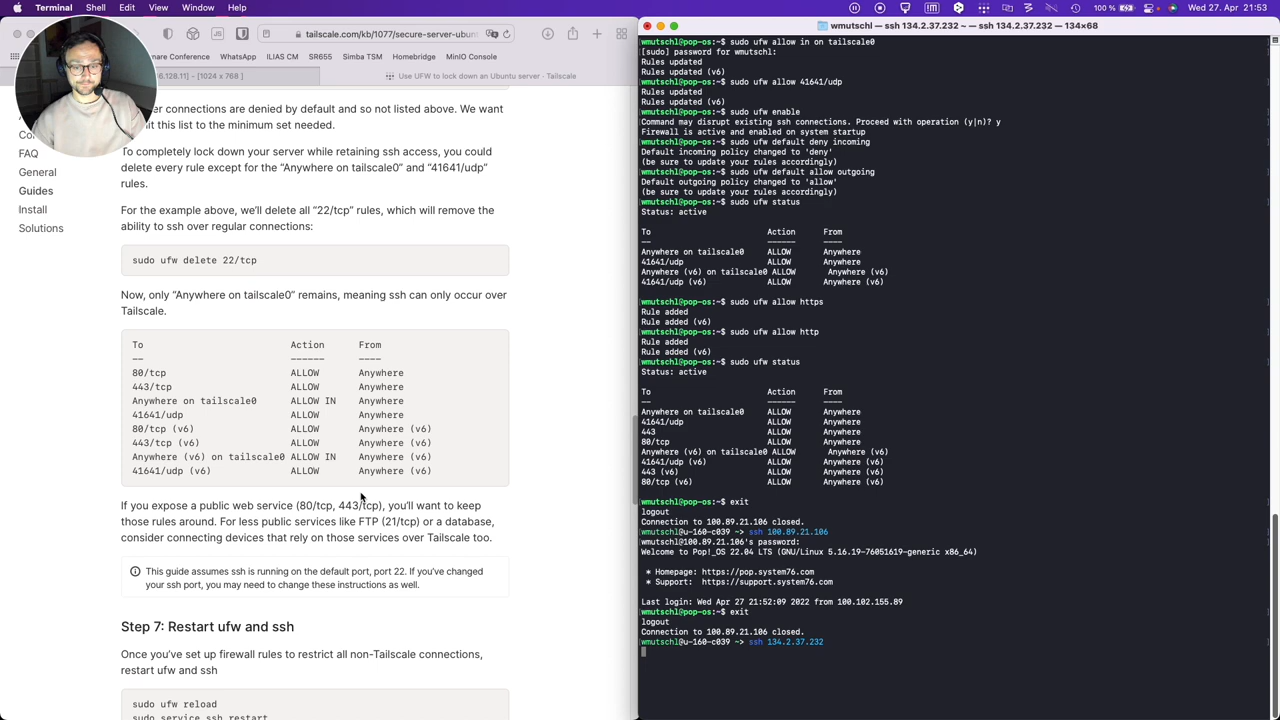 wmutschl — ssh 134.2.37.232 ~ — ssh 134.2.37.232 — 134×68
Wed 27. Apr 21:53
tailscale.com/kb/1077/secure-server-ubun
nare Conference WhatsApp ILIAS CM SR655 Simba TSM Homebridge MinIO Console
16.128.11) - [1024 x 768 ]
Use UFW to lock down an Ubuntu server · Tailscale
FAQ
General
Guides
Install
Solutions
er connections are denied by default and so not listed above. We want
it this list to the minimum set needed.
To completely lock down your server while retaining ssh access, you could
delete every rule except for the “Anywhere on tailscale0” and “41641/udp”
rules.
For the example above, we’ll delete all “22/tcp” rules, which will remove the
ability to ssh over regular connections:
sudo ufw delete 22/tcp
Now, only “Anywhere on tailscale0” remains, meaning ssh can only occur over
Tailscale.
To Action From
— —————— ————
80/tcp ALLOW Anywhere
443/tcp ALLOW Anywhere
Anywhere on tailscale0 ALLOW IN Anywhere
41641/udp ALLOW Anywhere
80/tcp (v6) ALLOW Anywhere (v6)
443/tcp (v6) ALLOW Anywhere (v6)
Anywhere (v6) on tailscale0 ALLOW IN Anywhere (v6)
41641/udp (v6) ALLOW Anywhere (v6)
If you expose a public web service (80/tcp, 443/tcp), you’ll want to keep
those rules around. For less public services like FTP (21/tcp) or a database,
consider connecting devices that rely on those services over Tailscale too.
This guide assumes ssh is running on the default port, port 22. If you’ve changed
your ssh port, you may need to change these instructions as well.
Step 7: Restart ufw and ssh
Once you’ve set up firewall rules to restrict all non-Tailscale connections,
restart ufw and ssh
sudo ufw reload
sudo service ssh restart
wmutschl@pop-os:~$ sudo ufw allow in on tailscale0
[sudo] password for wmutschl:
Rules updated
Rules updated (v6)
wmutschl@pop-os:~$ sudo ufw allow 41641/udp
Rules updated
Rules updated (v6)
wmutschl@pop-os:~$ sudo ufw enable
Command may disrupt existing ssh connections. Proceed with operation (y|n)? y
Firewall is active and enabled on system startup
wmutschl@pop-os:~$ sudo ufw default deny incoming
Default incoming policy changed to 'deny'
(be sure to update your rules accordingly)
wmutschl@pop-os:~$ sudo ufw default allow outgoing
Default outgoing policy changed to 'allow'
(be sure to update your rules accordingly)
wmutschl@pop-os:~$ sudo ufw status
Status: active
To Action From
-- ------ ----
Anywhere on tailscale0 ALLOW Anywhere
41641/udp ALLOW Anywhere
Anywhere (v6) on tailscale0 ALLOW Anywhere (v6)
41641/udp (v6) ALLOW Anywhere (v6)
wmutschl@pop-os:~$ sudo ufw allow https
Rule added
Rule added (v6)
wmutschl@pop-os:~$ sudo ufw allow http
Rule added
Rule added (v6)
wmutschl@pop-os:~$ sudo ufw status
Status: active
To Action From
-- ------ ----
Anywhere on tailscale0 ALLOW Anywhere
41641/udp ALLOW Anywhere
443 ALLOW Anywhere
80/tcp ALLOW Anywhere
Anywhere (v6) on tailscale0 ALLOW Anywhere (v6)
41641/udp (v6) ALLOW Anywhere (v6)
443 (v6) ALLOW Anywhere (v6)
80/tcp (v6) ALLOW Anywhere (v6)
wmutschl@pop-os:~$ exit
logout
Connection to 100.89.21.106 closed.
wmutschl@u-160-c039 ~> ssh 100.89.21.106
wmutschl@100.89.21.106's password:
Welcome to Pop!_OS 22.04 LTS (GNU/Linux 5.16.19-76051619-generic x86_64)
* Homepage: https://pop.system76.com
* Support: https://support.system76.com
Last login: Wed Apr 27 21:52:09 2022 from 100.102.155.89
wmutschl@pop-os:~$ exit
logout
Connection to 100.89.21.106 closed.
wmutschl@u-160-c039 ~> ssh 134.2.37.232